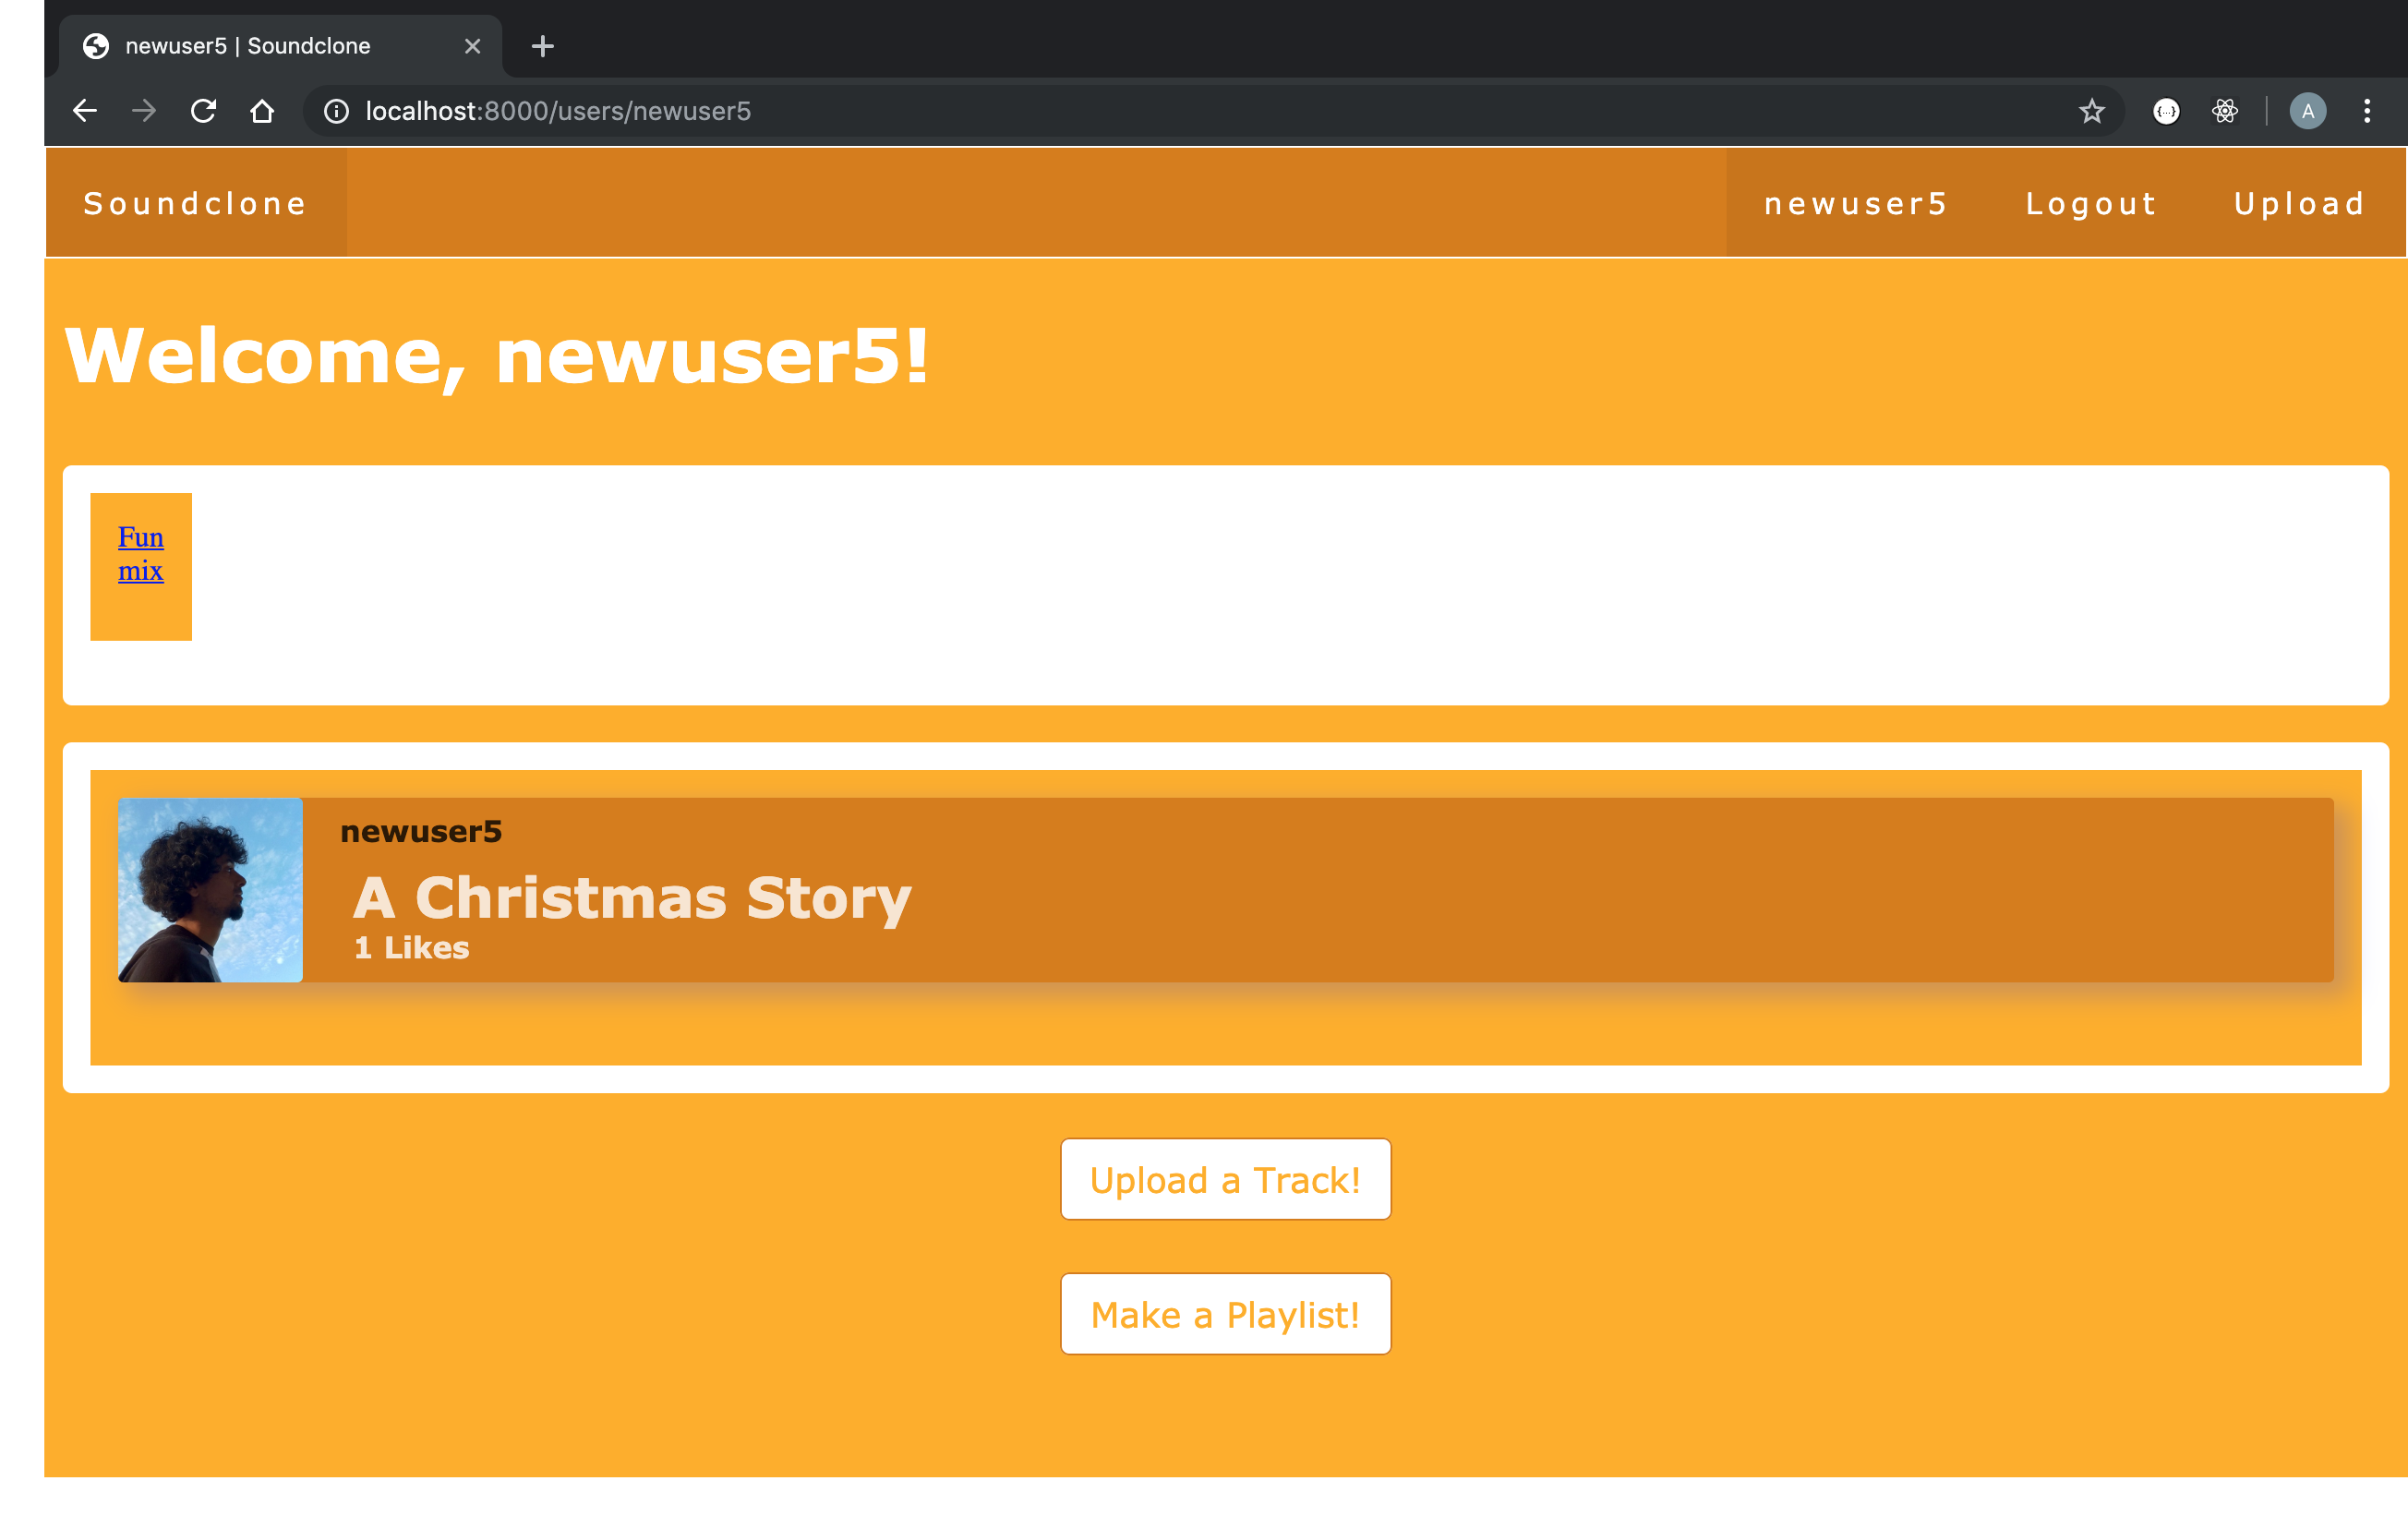 newuser5 | Soundclone
localhost:8000/users/newuser5
{...}
A
Soundclone
newuser5 Logout Upload
Welcome, newuser5!
Fun
mix
newuser5
A Christmas Story
1 Likes
Upload a Track!
Make a Playlist!